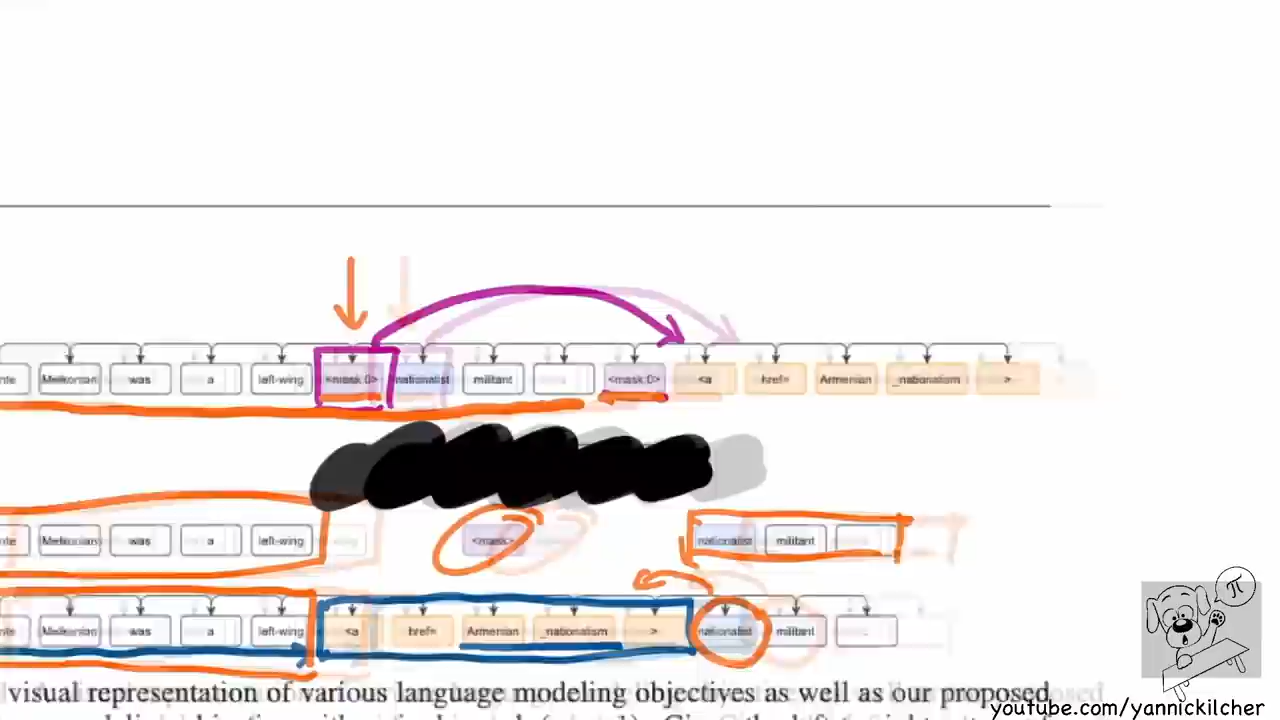 Melkonian was a left-wing <mask:0> nationalist militant <mask:0> <a href= Armenian _nationalism >
Melkonian was a left-wing <mask> nationalist militant
Melkonian was a left-wing <a href= Armenian _nationalism > nationalist militant
visual representation of various language modeling objectives as well as our proposed
π
youtube.com/yannickilcher